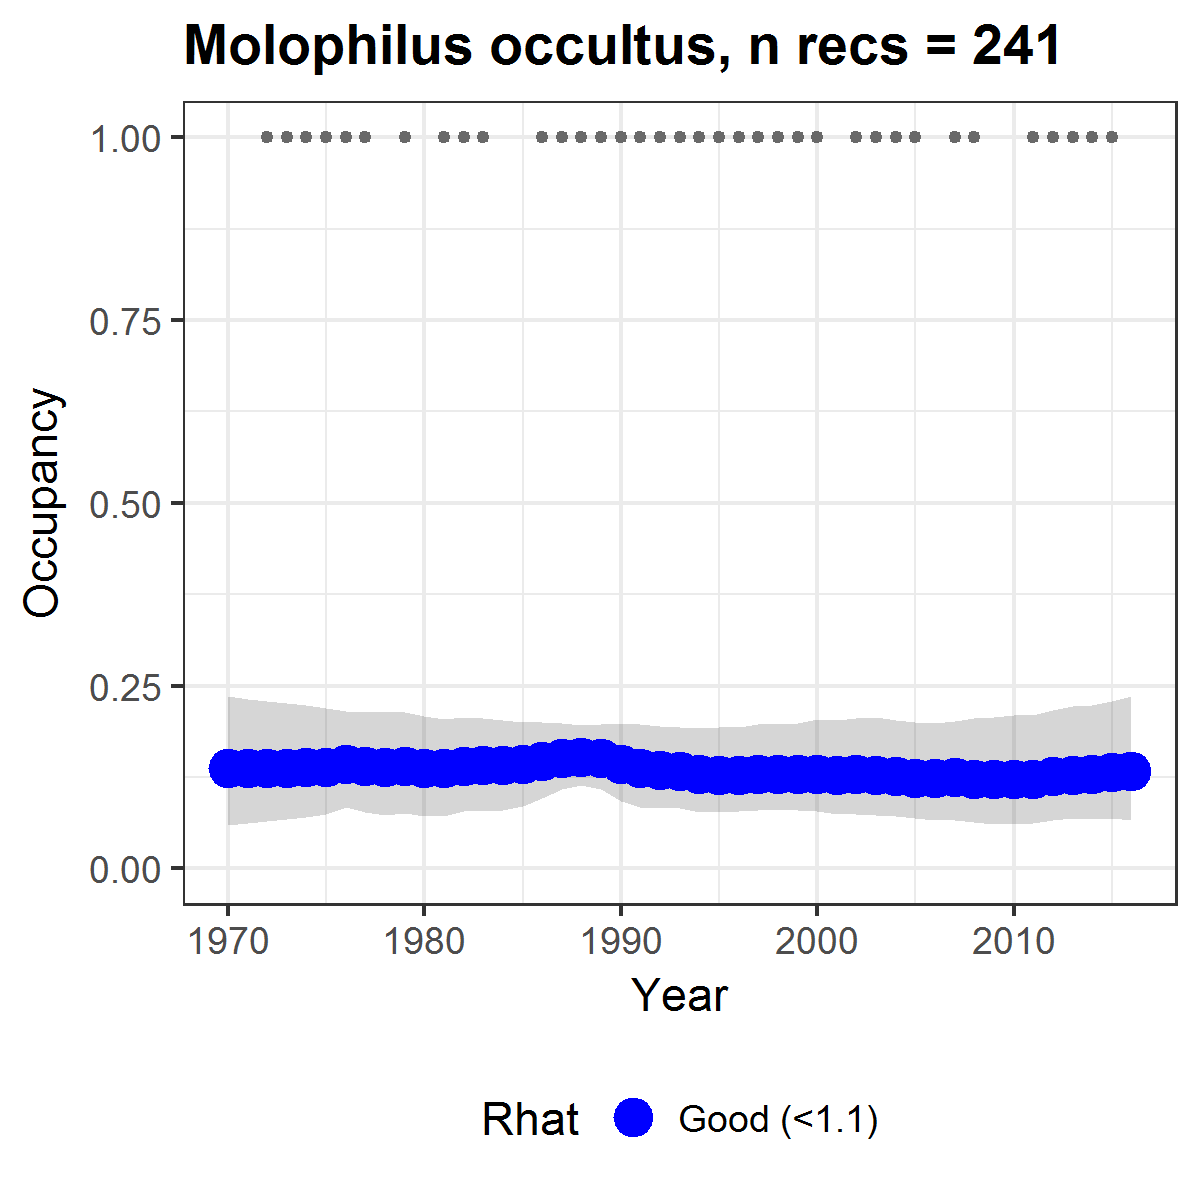 Molophilus occultus, n recs = 241
1.00
0.75
0.50
0.25
0.00
Occupancy
1970 1980 1990 2000 2010
Year
Rhat Good (<1.1)